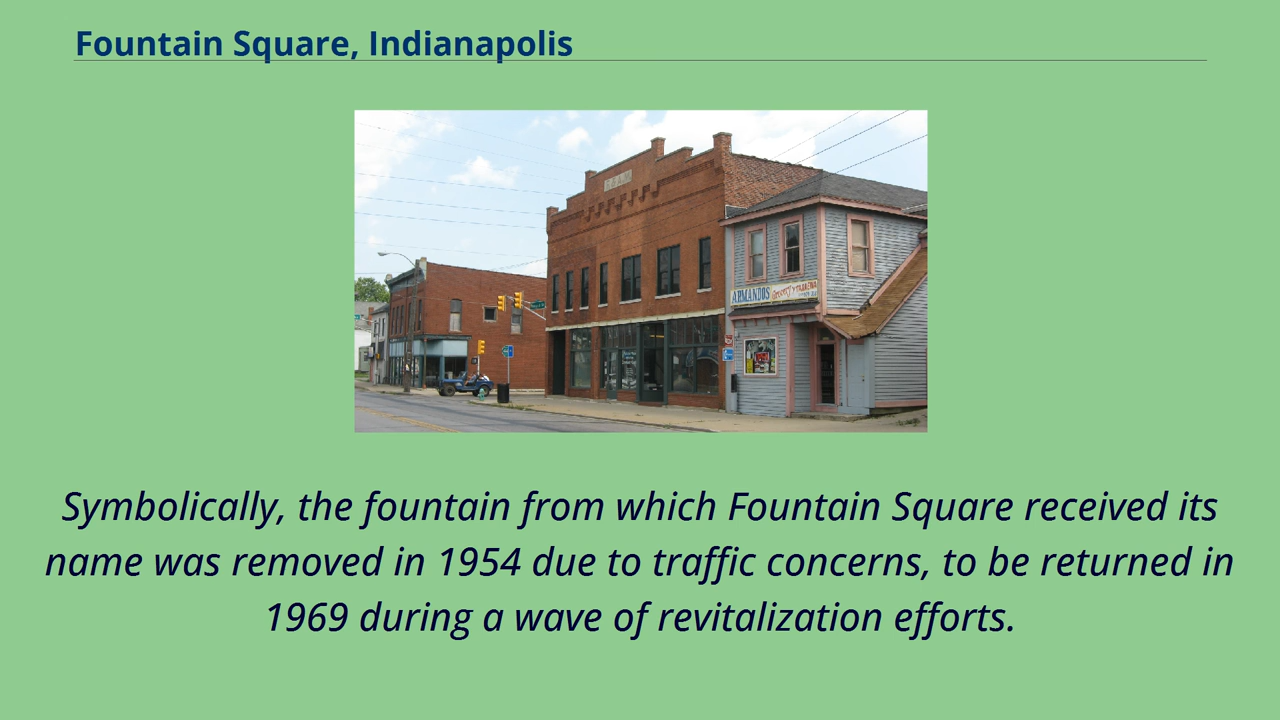 Fountain Square, Indianapolis
ARMANDOS
Symbolically, the fountain from which Fountain Square received its
name was removed in 1954 due to traffic concerns, to be returned in
1969 during a wave of revitalization efforts.